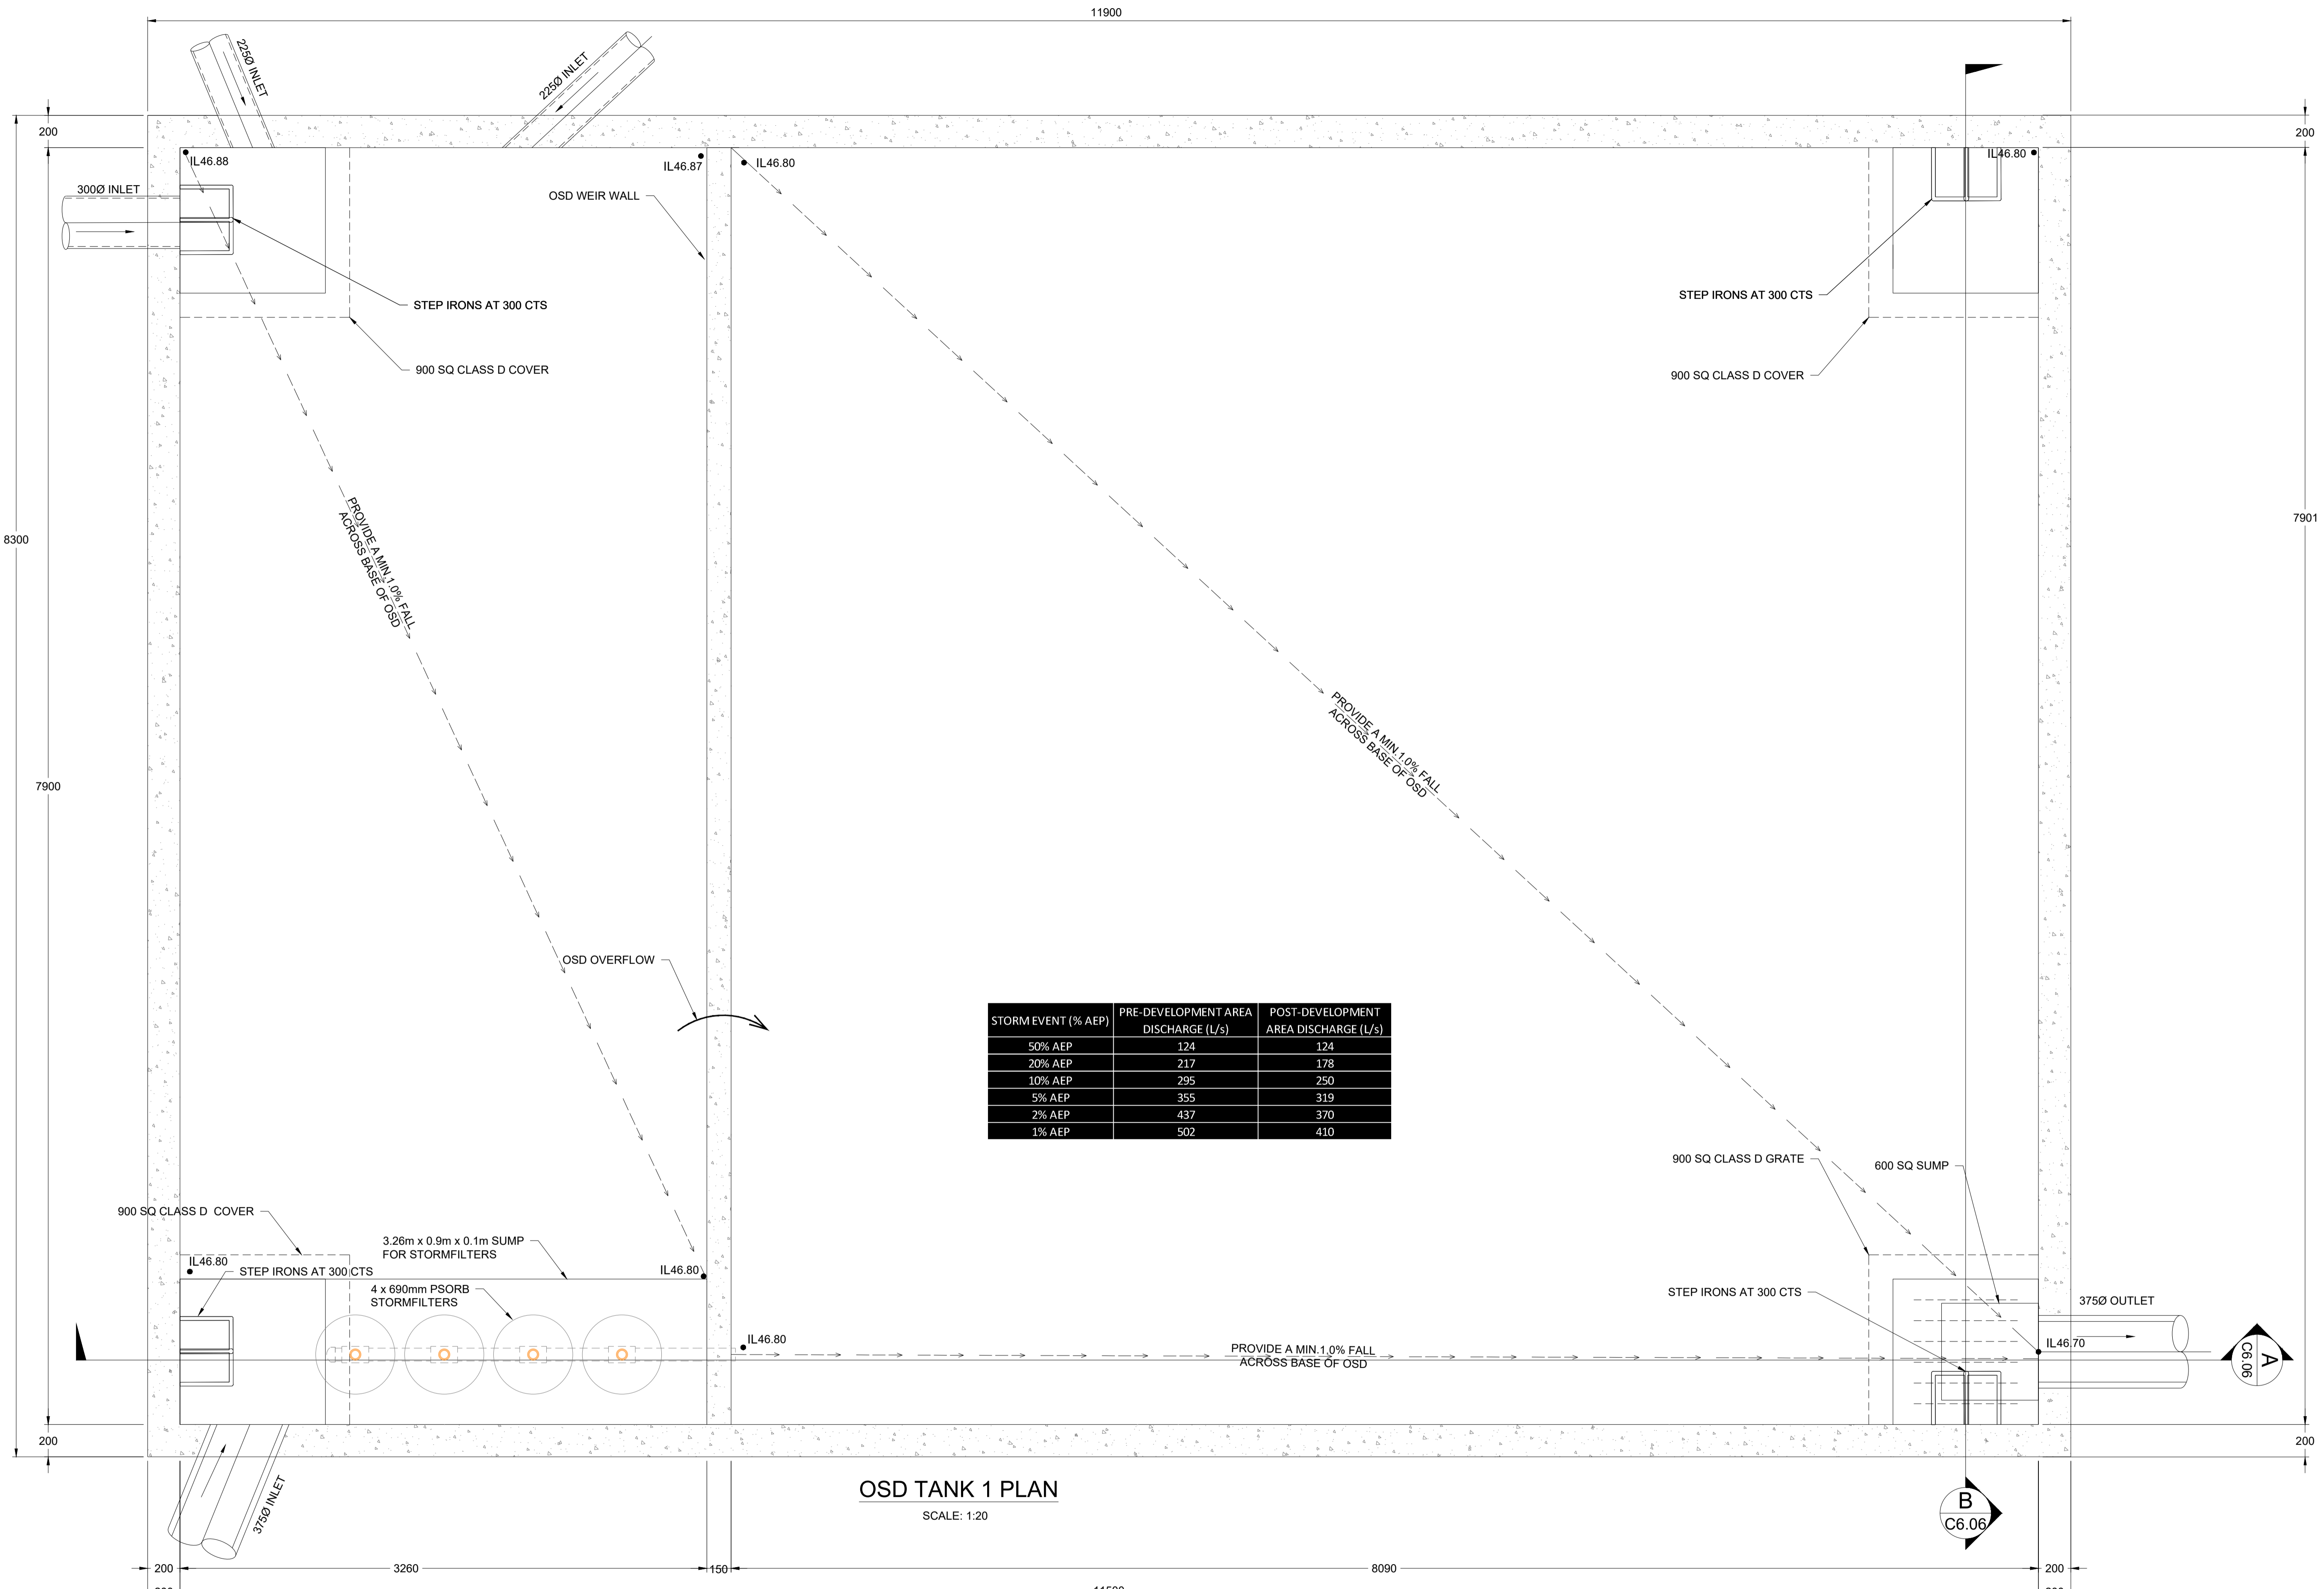 11900
225Ø INLET
225Ø INLET
200
200
IL46.88
IL46.87
IL46.80
IL46.80
300Ø INLET
OSD WEIR WALL
STEP IRONS AT 300 CTS
STEP IRONS AT 300 CTS
900 SQ CLASS D COVER
900 SQ CLASS D COVER
PROVIDE A MIN.1.0% FALL
ACROSS BASE OF OSD
8300
7901
7900
PROVIDE A MIN.1.0% FALL
ACROSS BASE OF OSD
OSD OVERFLOW
STORM EVENT (% AEP) PRE-DEVELOPMENT AREA DISCHARGE (L/s) POST-DEVELOPMENT AREA DISCHARGE (L/s)
50% AEP 124 124
20% AEP 217 178
10% AEP 295 250
5% AEP 355 319
2% AEP 437 370
1% AEP 502 410
900 SQ CLASS D GRATE
600 SQ SUMP
900 SQ CLASS D COVER
3.26m x 0.9m x 0.1m SUMP
FOR STORMFILTERS
IL46.80
STEP IRONS AT 300 CTS
IL46.80
4 x 690mm PSORB
STORMFILTERS
STEP IRONS AT 300 CTS
375Ø OUTLET
IL46.80
IL46.70
PROVIDE A MIN.1.0% FALL
ACROSS BASE OF OSD
A
C6.06
200
200
375Ø INLET
OSD TANK 1 PLAN
SCALE: 1:20
B
C6.06
200
3260
150
8090
200